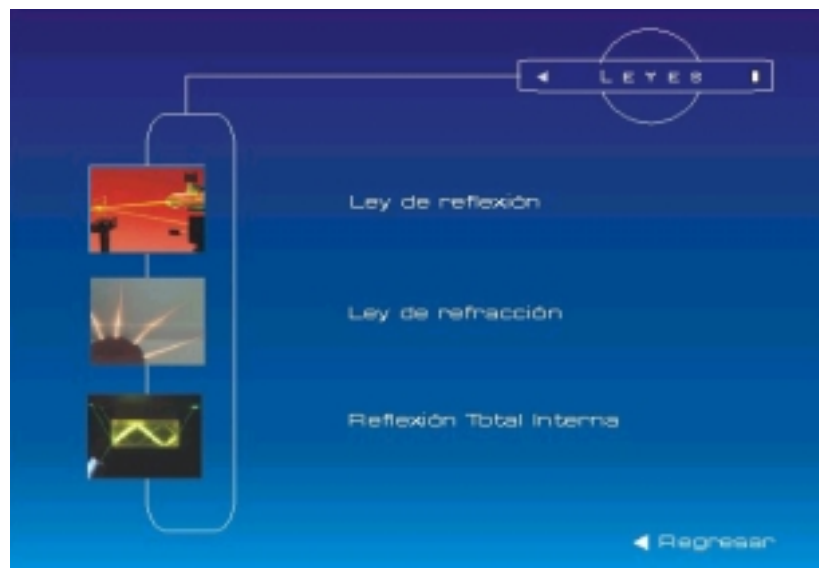 LEYES
Ley de reflexión
Ley de refracción
Reflexión Total Interna
Regresar